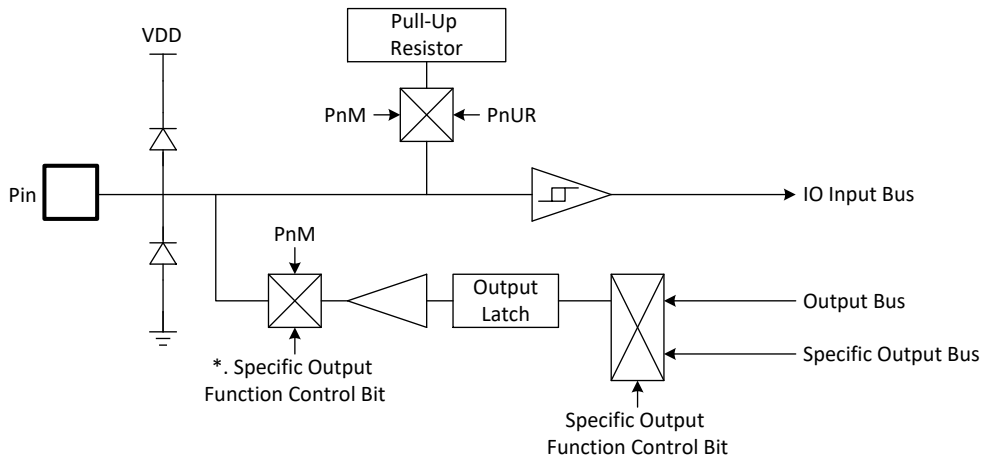 Pull-Up
Resistor
VDD
PnM
PnUR
Pin
IO Input Bus
PnM
Output
Latch
Output Bus
Specific Output Bus
*. Specific Output
Function Control Bit
Specific Output
Function Control Bit